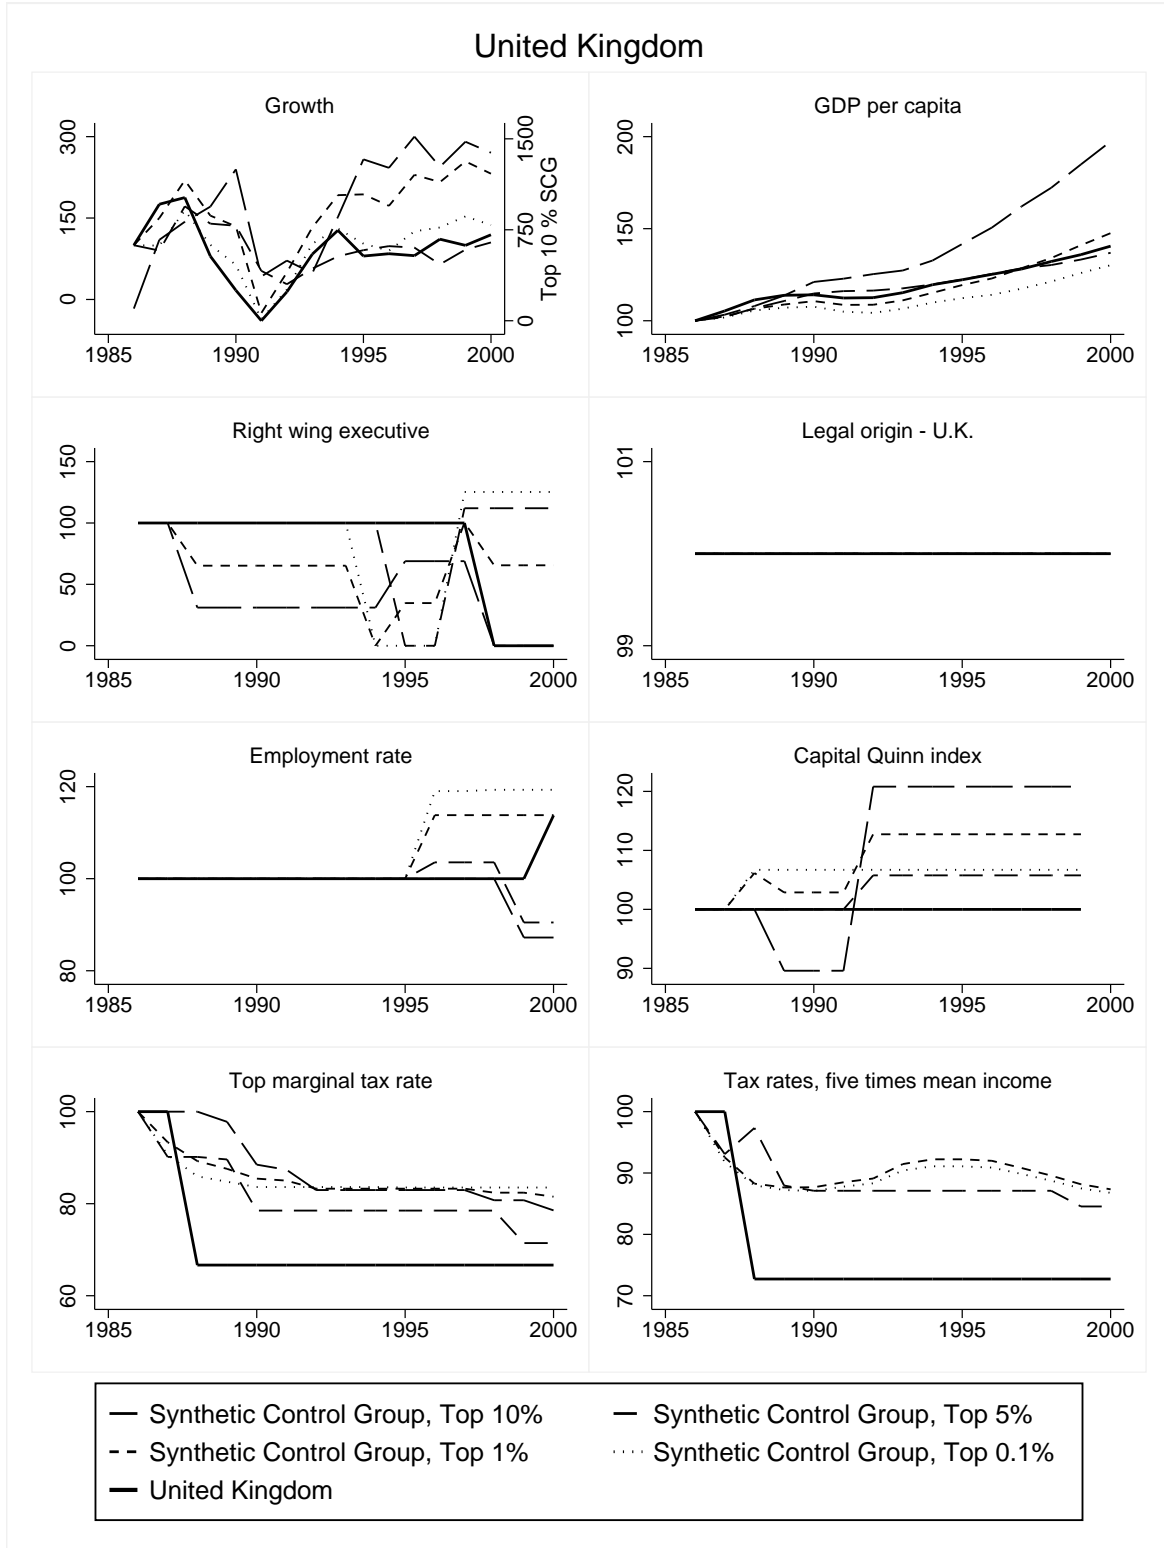 United Kingdom
Growth
300
150
0
1500
750
0
Top 10 % SCG
1985 1990 1995 2000
GDP per capita
200
150
100
1985 1990 1995 2000
Right wing executive
150
100
50
0
1985 1990 1995 2000
Legal origin - U.K.
101
99
1985 1990 1995 2000
Employment rate
120
100
80
1985 1990 1995 2000
Capital Quinn index
120
110
100
90
1985 1990 1995 2000
Top marginal tax rate
100
80
60
1985 1990 1995 2000
Tax rates, five times mean income
100
90
80
70
1985 1990 1995 2000
Synthetic Control Group, Top 10% Synthetic Control Group, Top 5%
Synthetic Control Group, Top 1% Synthetic Control Group, Top 0.1%
United Kingdom